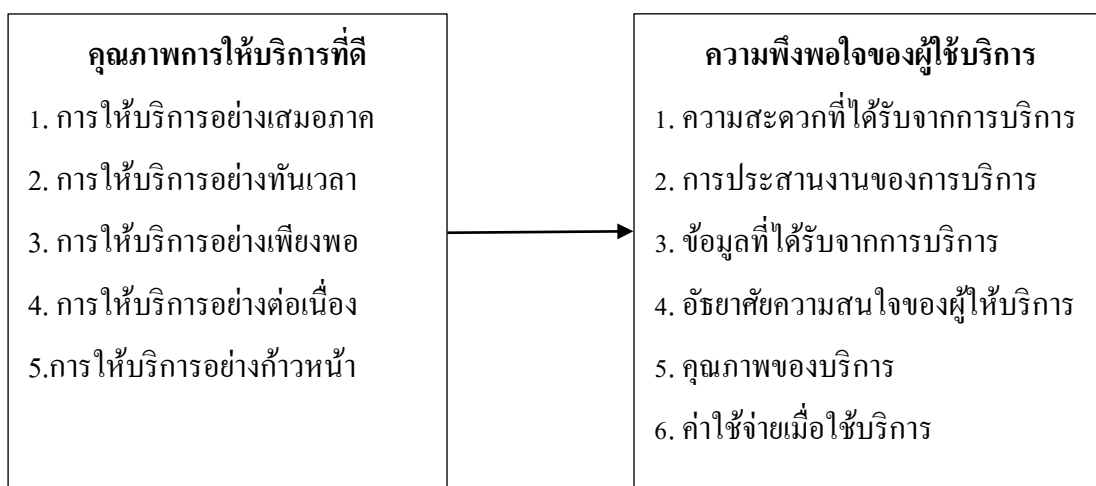 คุณภาพการให้บริการที่ดี
1. การให้บริการอย่างเสมอภาค
2. การให้บริการอย่างทันเวลา
3. การให้บริการอย่างเพียงพอ
4. การให้บริการอย่างต่อเนื่อง
5.การให้บริการอย่างก้าวหน้า
ความพึงพอใจของผู้ใช้บริการ
1. ความสะดวกที่ได้รับจากการบริการ
2. การประสานงานของการบริการ
3. ข้อมูลที่ได้รับจากการบริการ
4. อัธยาศัยความสนใจของผู้ให้บริการ
5. คุณภาพของบริการ
6. ค่าใช้จ่ายเมื่อใช้บริการ